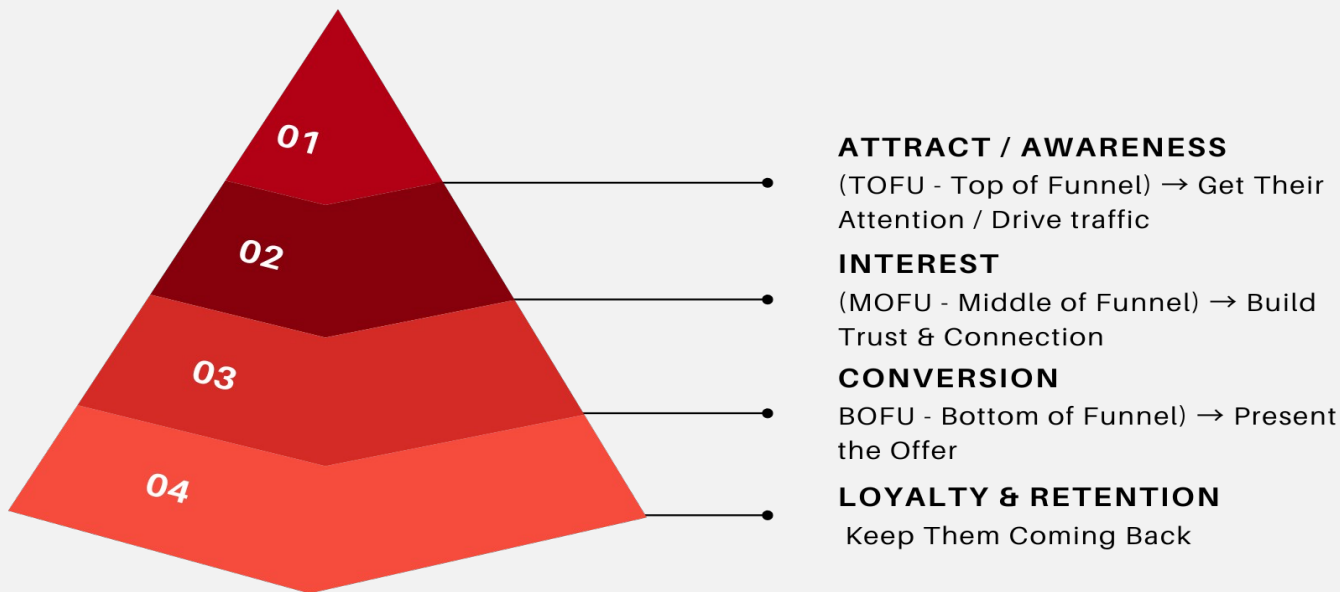 01
ATTRACT / AWARENESS
(TOFU - Top of Funnel) → Get Their
Attention / Drive traffic
02
INTEREST
(MOFU - Middle of Funnel) → Build
Trust & Connection
03
CONVERSION
BOFU - Bottom of Funnel) → Present
the Offer
04
LOYALTY & RETENTION
Keep Them Coming Back